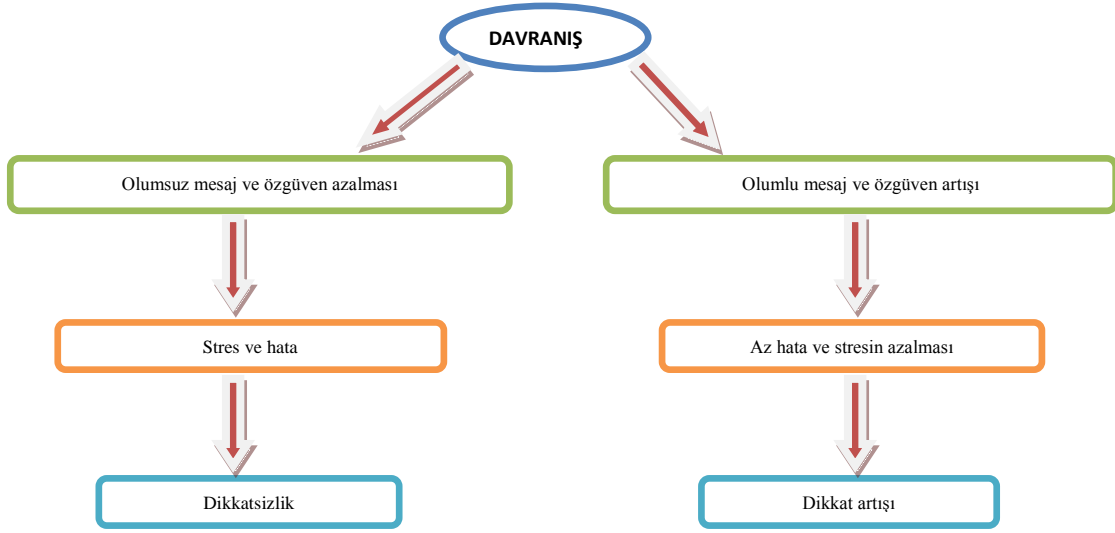 DAVRANIŞ
Olumsuz mesaj ve özgüven azalması
Olumlu mesaj ve özgüven artışı
Stres ve hata
Az hata ve stresin azalması
Dikkatsizlik
Dikkat artışı